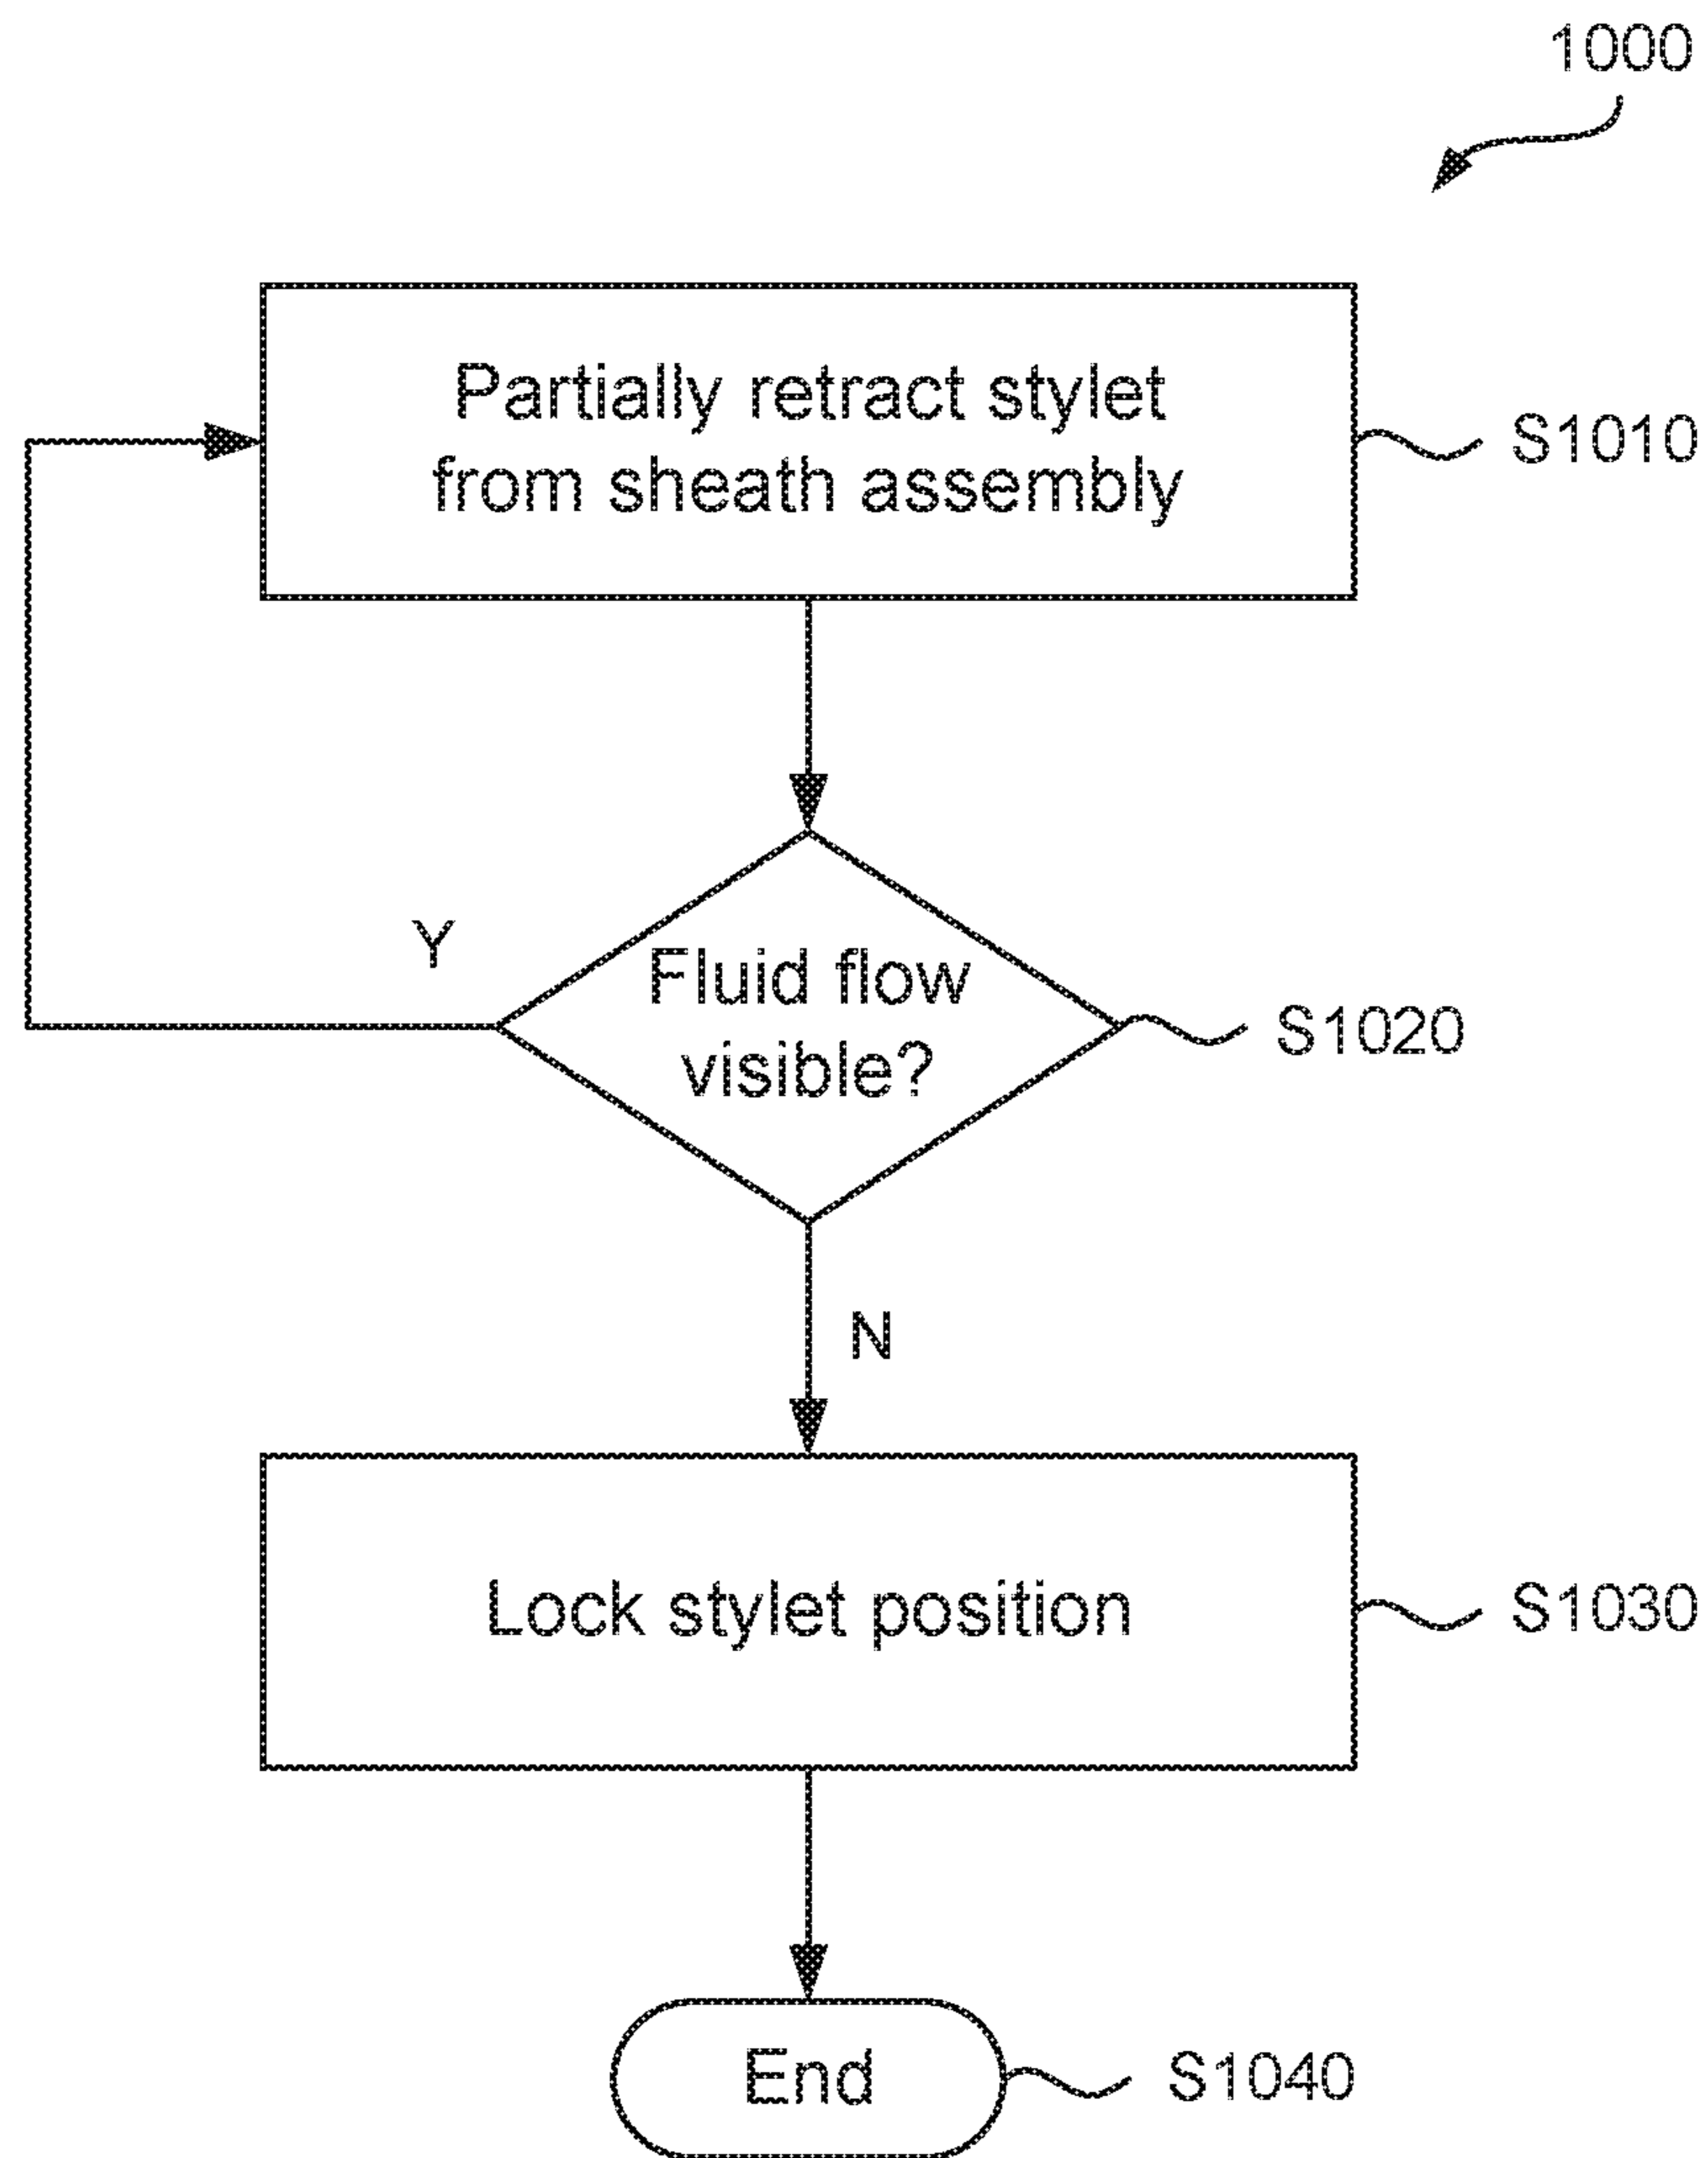 1000
Partially retract stylet
from sheath assembly
S1010
Y
Fluid flow
visible?
S1020
N
Lock stylet position
S1030
End
S1040